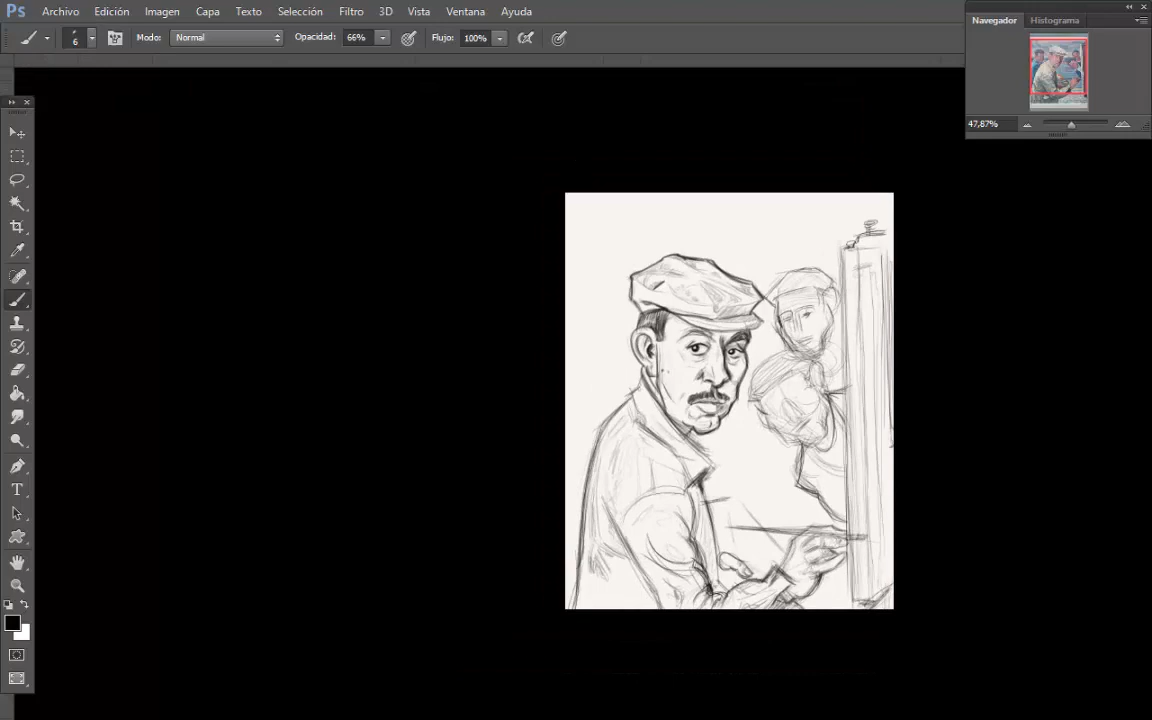 Ps Archivo Edición Imagen Capa Texto Selección Filtro 3D Vista Ventana Ayuda
6 Modo: Normal Opacidad: 66% Flujo: 100%
Navegador Histograma
47,87%
T